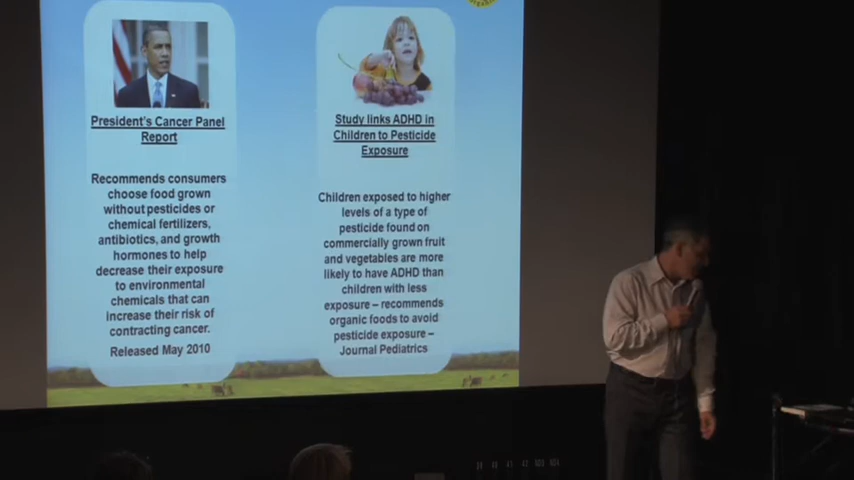 President's Cancer Panel
Report
Recommends consumers
choose food grown
without pesticides or
chemical fertilizers,
antibiotics, and growth
hormones to help
decrease their exposure
to environmental
chemicals that can
increase their risk of
contracting cancer.
Released May 2010
Study links ADHD in
Children to Pesticide
Exposure
Children exposed to higher
levels of a type of
pesticide found on
commercially grown fruit
and vegetables are more
likely to have ADHD than
children with less
exposure – recommends
organic foods to avoid
pesticide exposure –
Journal Pediatrics